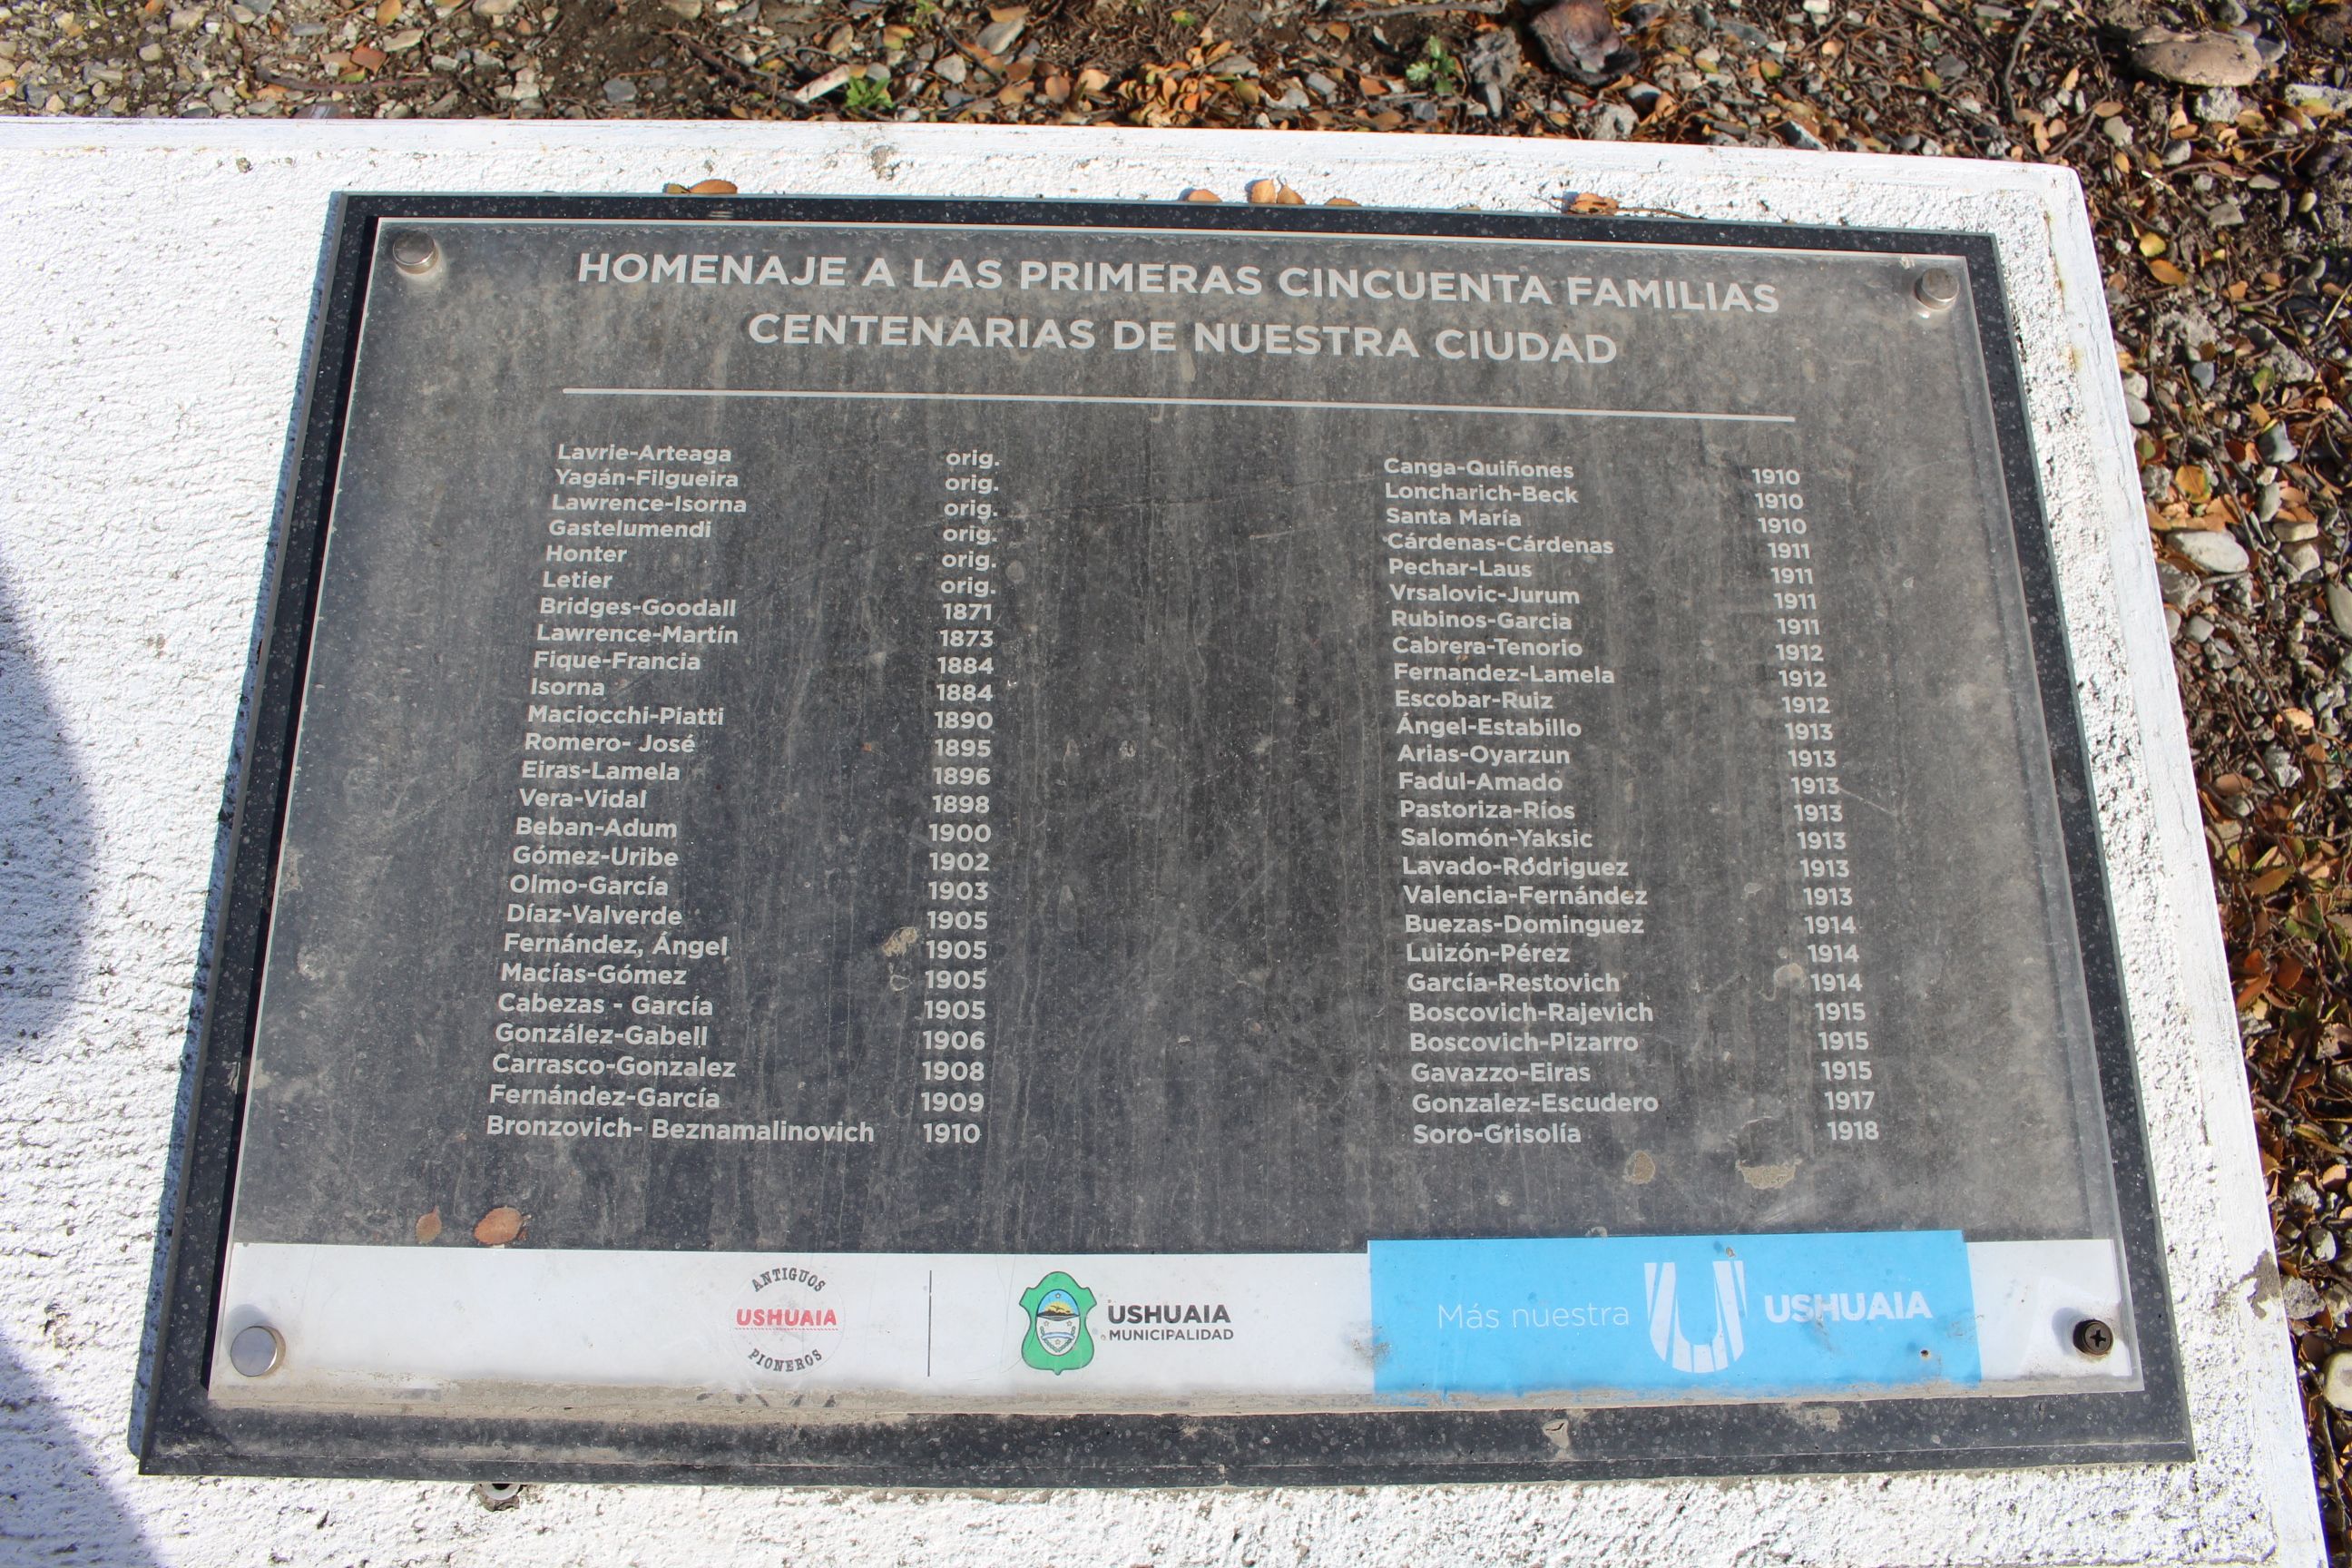 HOMENAJE A LAS PRIMERAS CINCUENTA FAMILIAS
CENTENARIAS DE NUESTRA CIUDAD
Lavrie-Arteaga orig.
Yagán-Filgueira orig.
Lawrence-Isorna orig.
Gastelumendi orig.
Honter orig.
Letier orig.
Bridges-Goodall 1871
Lawrence-Martín 1873
Fique-Francia 1884
Isorna 1884
Maciocchi-Piatti 1890
Romero- José 1895
Eiras-Lamela 1896
Vera-Vidal 1898
Beban-Adum 1900
Gómez-Uribe 1902
Olmo-García 1903
Díaz-Valverde 1905
Fernández, Ángel 1905
Macías-Gómez 1905
Cabezas - García 1905
González-Gabell 1906
Carrasco-Gonzalez 1908
Fernández-García 1909
Bronzovich- Beznamalinovich 1910
Canga-Quiñones 1910
Loncharich-Beck 1910
Santa María 1910
Cárdenas-Cárdenas 1911
Pechar-Laus 1911
Vrsalovic-Jurum 1911
Rubinos-Garcia 1911
Cabrera-Tenorio 1912
Fernandez-Lamela 1912
Escobar-Ruiz 1912
Ángel-Estabillo 1913
Arias-Oyarzun 1913
Fadul-Amado 1913
Pastoriza-Ríos 1913
Salomón-Yaksic 1913
Lavado-Rodriguez 1913
Valencia-Fernández 1913
Buezas-Dominguez 1914
Luizón-Pérez 1914
García-Restovich 1914
Boscovich-Rajevich 1915
Boscovich-Pizarro 1915
Gavazzo-Eiras 1915
Gonzalez-Escudero 1917
Soro-Grisolía 1918
ANTIGUOS
USHUAIA
PIONEROS
USHUAIA
MUNICIPALIDAD
Más nuestra USHUAIA